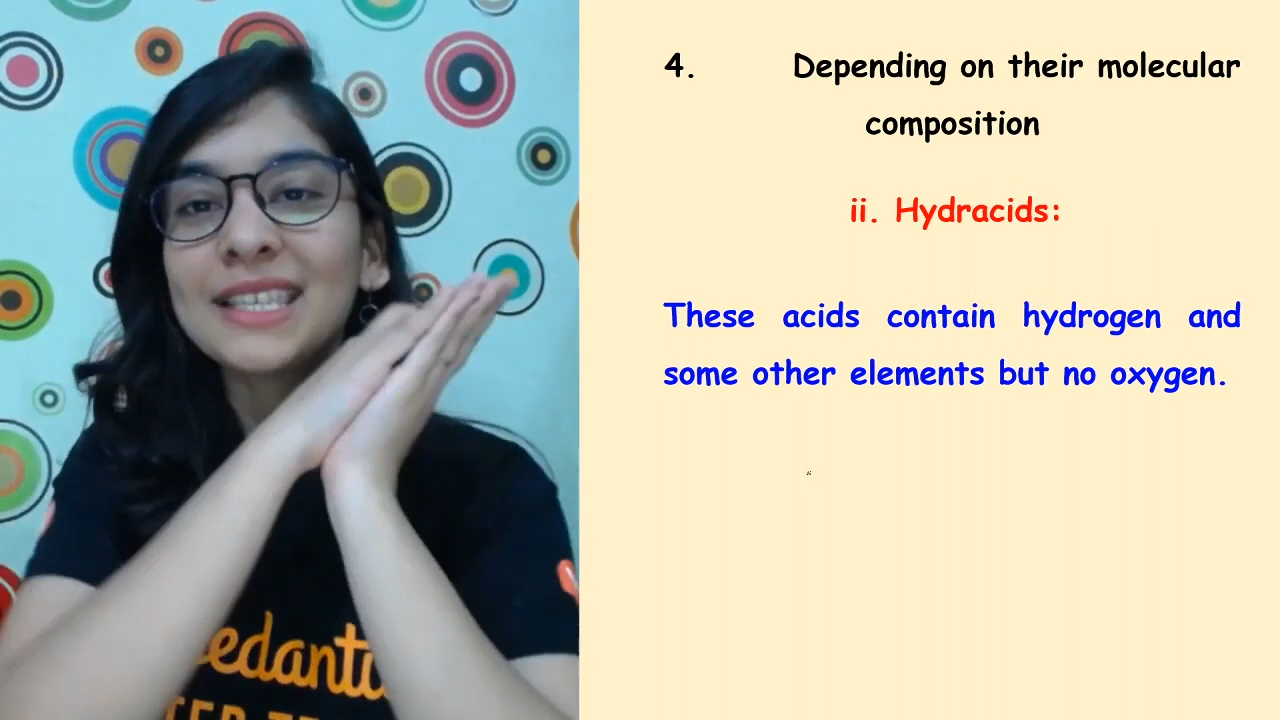 4. Depending on their molecular
composition
ii. Hydracids:
These acids contain hydrogen and
some other elements but no oxygen.